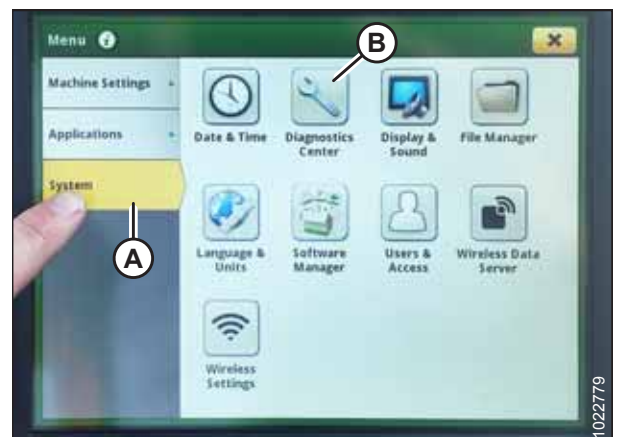 Menu
B
Machine Settings
Applications
System
A
Date & Time
Diagnostics
Center
Display &
Sound
File Manager
Language &
Units
Software
Manager
Users &
Access
Wireless Data
Server
Wireless
Settings
1022779